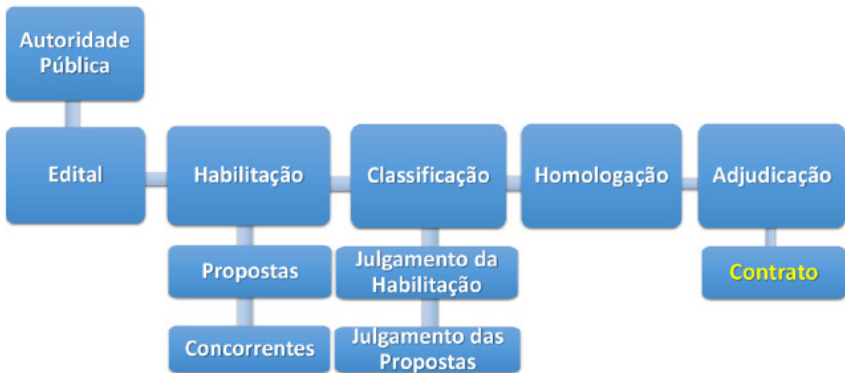 Autoridade
Pública
Edital
Habilitação
Classificação
Homologação
Adjudicação
Propostas
Julgamento da
Habilitação
Contrato
Concorrentes
Julgamento das
Propostas